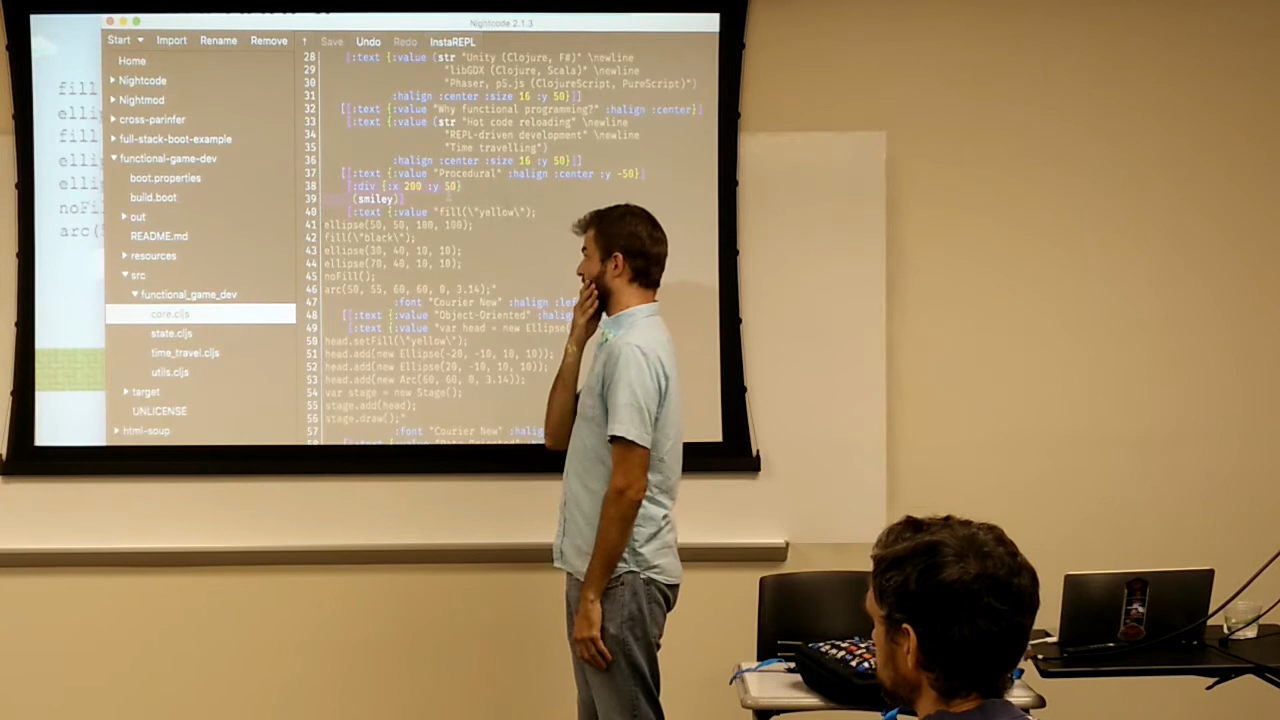 Nightcode 2.1.3
Start Import Rename Remove ↑ Save Undo Redo InstaREPL
Home
Nightcode
Nightmod
cross-parinfer
full-stack-boot-example
functional-game-dev
boot.properties
build.boot
out
README.md
resources
src
functional_game_dev
core.cljs
state.cljs
time_travel.cljs
utils.cljs
target
UNLICENSE
html-soup
28 [:text {:value (str "Unity (Clojure, F#)" \newline
29 "libGDX (Clojure, Scala)" \newline
30 "Phaser, p5.js (ClojureScript, PureScript)")
31 :halign :center :size 16 :y 50}]]
32 [[:text {:value "Why functional programming?" :halign :center}]
33 [:text {:value (str "Hot code reloading" \newline
34 "REPL-driven development" \newline
35 "Time travelling")
36 :halign :center :size 16 :y 50}]]
37 [[:text {:value "Procedural" :halign :center :y -50}]
38 [:div {:x 200 :y 50}
39 (smiley)]
40 [:text {:value "fill(\"yellow\");
41 ellipse(50, 50, 100, 100);
42 fill(\"black\");
43 ellipse(30, 40, 10, 10);
44 ellipse(70, 40, 10, 10);
45 noFill();
46 arc(50, 55, 60, 60, 0, 3.14);"
47 :font "Courier New" :halign
48 [[:text {:value "Object-Oriented" :halign
49 [:text {:value "var head = new Ellipse(
50 head.setFill(\"yellow\");
51 head.add(new Ellipse(-20, -10, 10, 10));
52 head.add(new Ellipse(20, -10, 10, 10));
53 head.add(new Arc(60, 60, 0, 3.14));
54 var stage = new Stage();
55 stage.add(head);
56 stage.draw();"
57 :font "Courier New"
58
fill
elli
fill
elli
elli
noFi
arc(